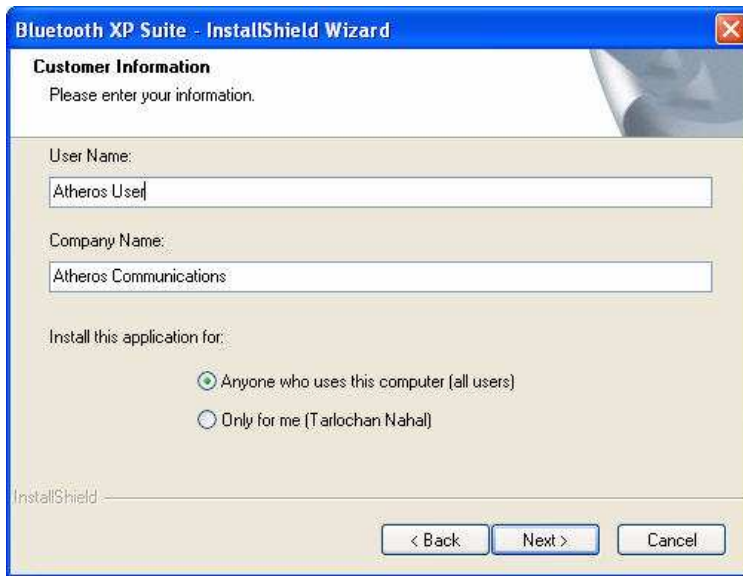 Bluetooth XP Suite - InstallShield Wizard
Customer Information
Please enter your information.
User Name:
Atheros User
Company Name:
Atheros Communications
Install this application for:
Anyone who uses this computer (all users)
Only for me (Tarlochan Nahal)
InstallShield
< Back Next > Cancel